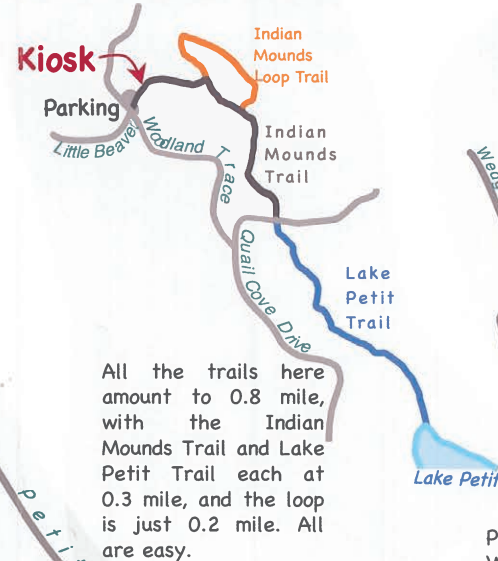 Indian
Mounds
Loop Trail
Kiosk
Parking
Little Beaver
Woodland Trace
Indian
Mounds
Trail
Quail Cove Drive
Lake
Petit
Trail
All the trails here
amount to 0.8 mile,
with the Indian
Mounds Trail and Lake
Petit Trail each at
0.3 mile, and the loop
is just 0.2 mile. All
are easy.
Lake Petit